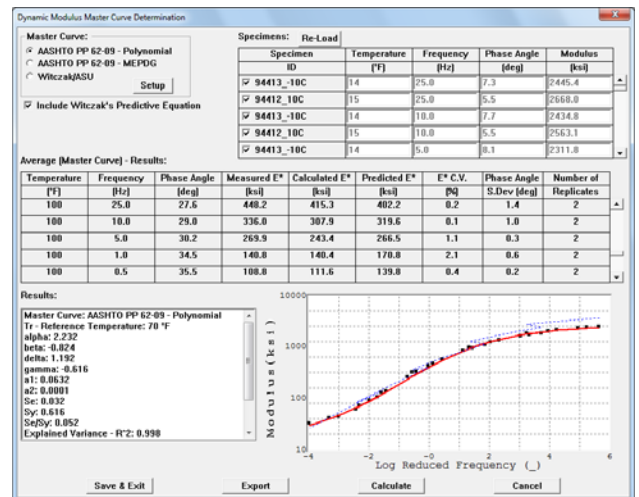 Dynamic Modulus Master Curve Determination
Master Curve:
AASHTO PP 62-09 - Polynomial
AASHTO PP 62-09 - MEPDG
Witczak/ASU
Setup
Include Witczak's Predictive Equation
Specimens: Re-Load
Specimen Temperature Frequency Phase Angle Modulus
ID (°F) (Hz) (deg) (ksi)
94413_-10C 14 25.0 7.3 2445.4
94412_10C 15 25.0 5.5 2668.0
94413_-10C 14 10.0 7.7 2434.8
94412_10C 15 10.0 5.5 2563.1
94413_-10C 14 5.0 8.1 2311.8
Average (Master Curve) - Results:
Temperature Frequency Phase Angle Measured E* Calculated E* Predicted E* E* C.V. Phase Angle Number of
(°F) (Hz) (deg) (ksi) (ksi) (ksi) (%) S.Dev (deg) Replicates
100 25.0 27.6 448.2 415.3 402.2 0.2 1.4 2
100 10.0 29.0 336.0 307.9 319.6 0.1 1.0 2
100 5.0 30.2 269.9 243.4 266.5 1.1 0.3 2
100 1.0 34.5 140.8 140.4 170.8 2.1 0.6 2
100 0.5 35.5 108.8 111.6 139.8 0.4 0.2 2
Results:
Master Curve: AASHTO PP 62-09 - Polynomial
Tr - Reference Temperature: 70 °F
alpha: 2.232
beta: -0.824
delta: 1.192
gamma: -0.616
a1: 0.0632
a2: 0.0001
Se: 0.032
Sy: 0.616
Se/Sy: 0.052
Explained Variance - R^2: 0.998
Modulus(ksi)
10000
1000
100
10
-4 -2 -0 2 4 6
Log Reduced Frequency (_)
Save & Exit Export Calculate Cancel